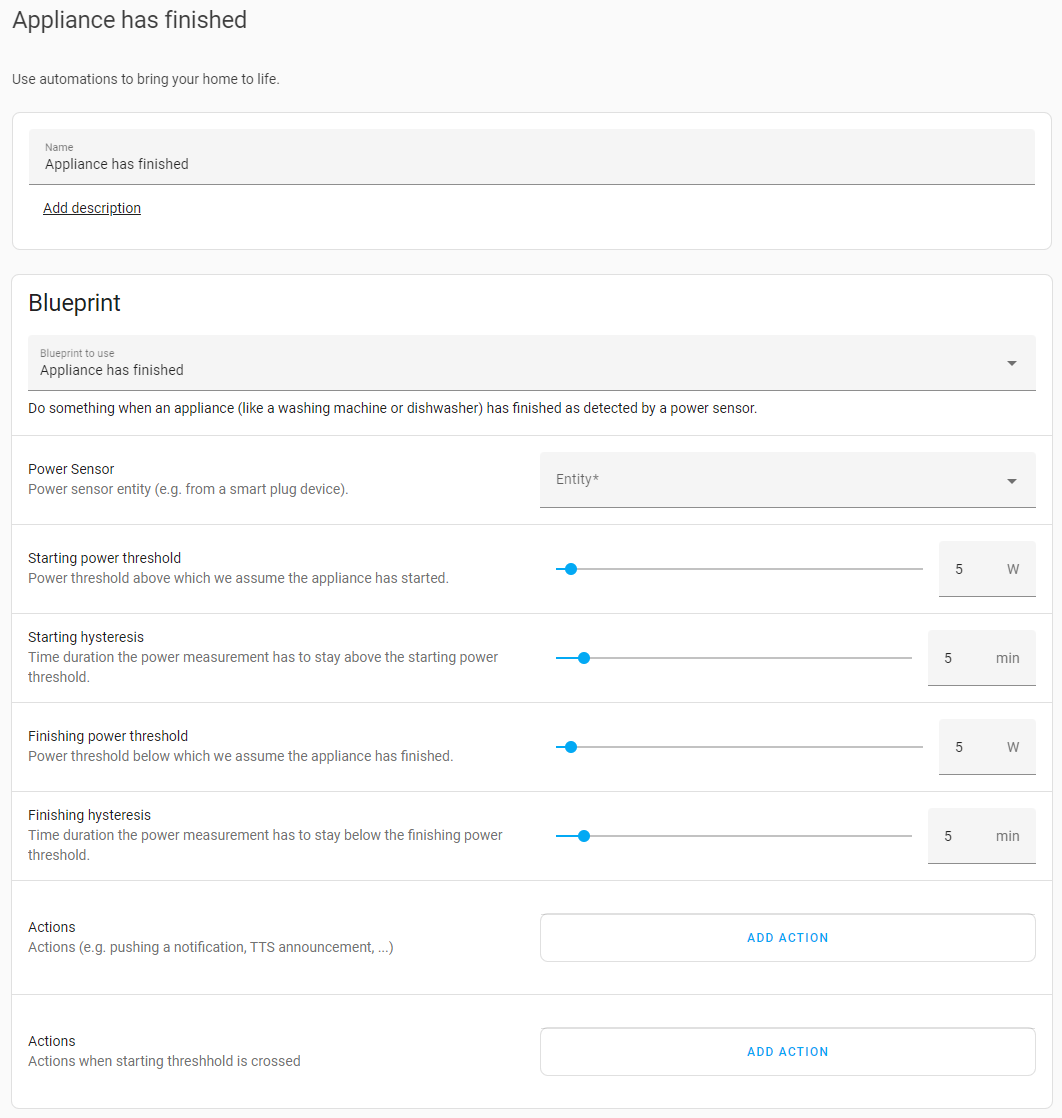 Appliance has finished
Use automations to bring your home to life.
Name
Appliance has finished
Add description
Blueprint
Blueprint to use
Appliance has finished
Do something when an appliance (like a washing machine or dishwasher) has finished as detected by a power sensor.
Power Sensor
Power sensor entity (e.g. from a smart plug device).
Entity*
Starting power threshold
Power threshold above which we assume the appliance has started.
5 W
Starting hysteresis
Time duration the power measurement has to stay above the starting power
threshold.
5 min
Finishing power threshold
Power threshold below which we assume the appliance has finished.
5 W
Finishing hysteresis
Time duration the power measurement has to stay below the finishing power
threshold.
5 min
Actions
Actions (e.g. pushing a notification, TTS announcement, ...)
ADD ACTION
Actions
Actions when starting threshhold is crossed
ADD ACTION